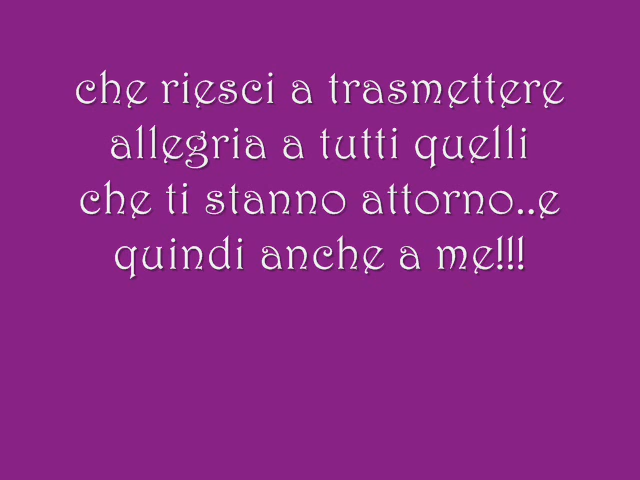 che riesci a trasmettere
allegria a tutti quelli
che ti stanno attorno..e
quindi anche a me!!!